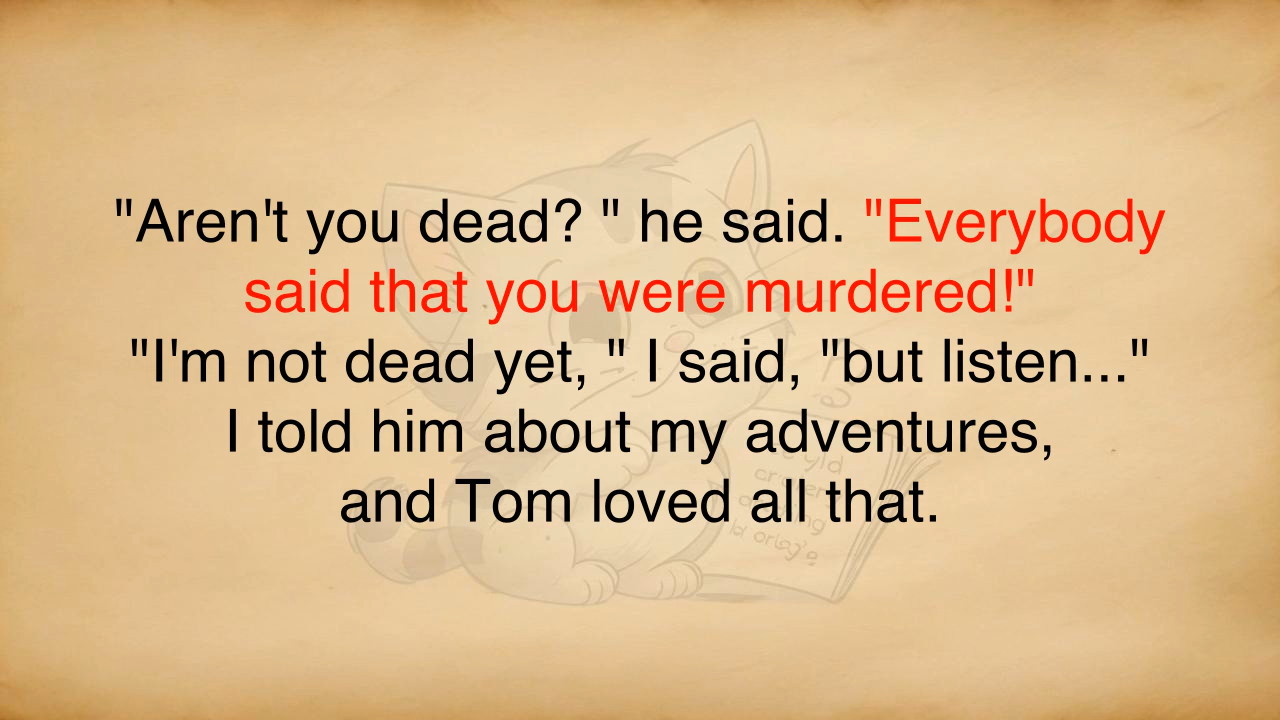 "Aren't you dead? " he said. "Everybody
said that you were murdered!"
"I'm not dead yet, " I said, "but listen..."
I told him about my adventures,
and Tom loved all that.